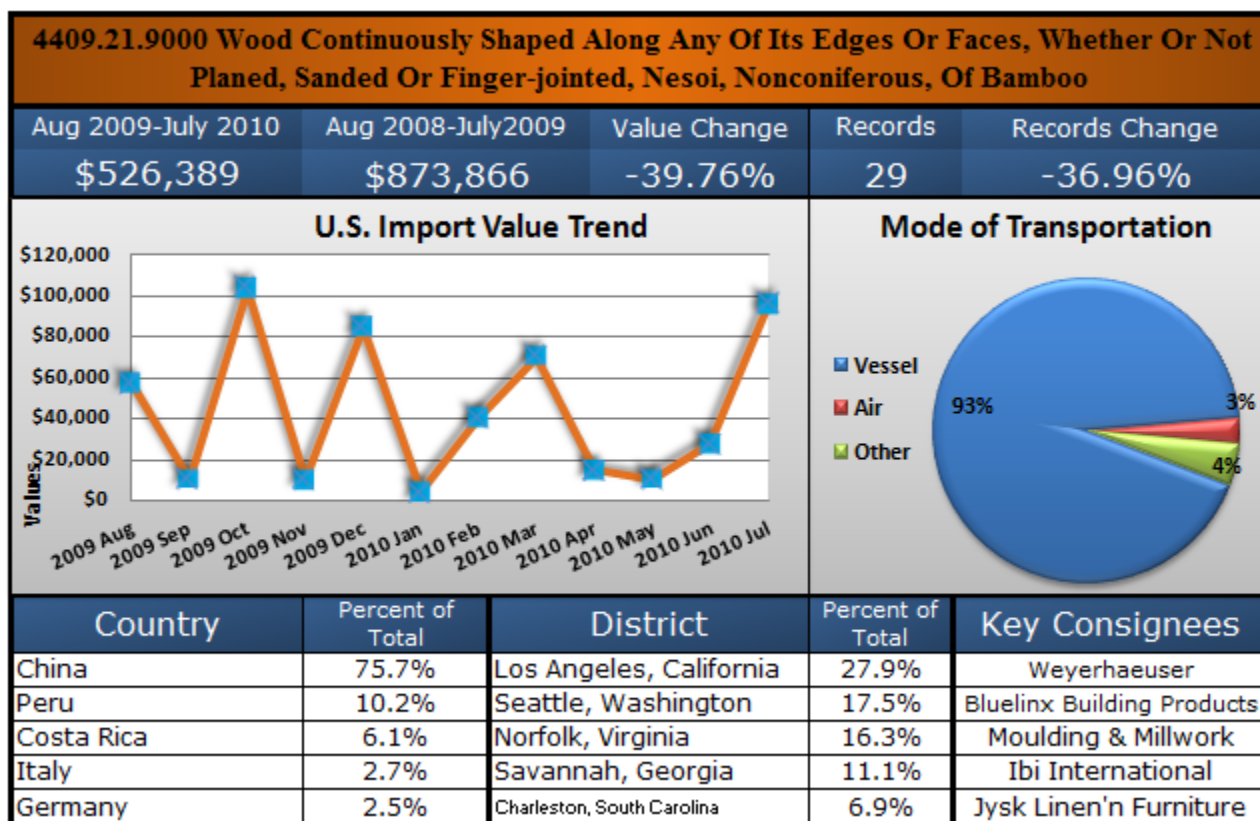 4409.21.9000 Wood Continuously Shaped Along Any Of Its Edges Or Faces, Whether Or Not
Planed, Sanded Or Finger-jointed, Nesoi, Nonconiferous, Of Bamboo
Aug 2009-July 2010 Aug 2008-July2009 Value Change Records Records Change
$526,389 $873,866 -39.76% 29 -36.96%
U.S. Import Value Trend
$120,000
$100,000
$80,000
$60,000
$40,000
$20,000
$0
Values
2009 Aug 2009 Sep 2009 Oct 2009 Nov 2009 Dec 2010 Jan 2010 Feb 2010 Mar 2010 Apr 2010 May 2010 Jun 2010 Jul
Mode of Transportation
Vessel
Air
Other
93%
3%
4%
Country Percent of Total District Percent of Total Key Consignees
China 75.7% Los Angeles, California 27.9% Weyerhaeuser
Peru 10.2% Seattle, Washington 17.5% Bluelinx Building Products
Costa Rica 6.1% Norfolk, Virginia 16.3% Moulding & Millwork
Italy 2.7% Savannah, Georgia 11.1% Ibi International
Germany 2.5% Charleston, South Carolina 6.9% Jysk Linen'n Furniture